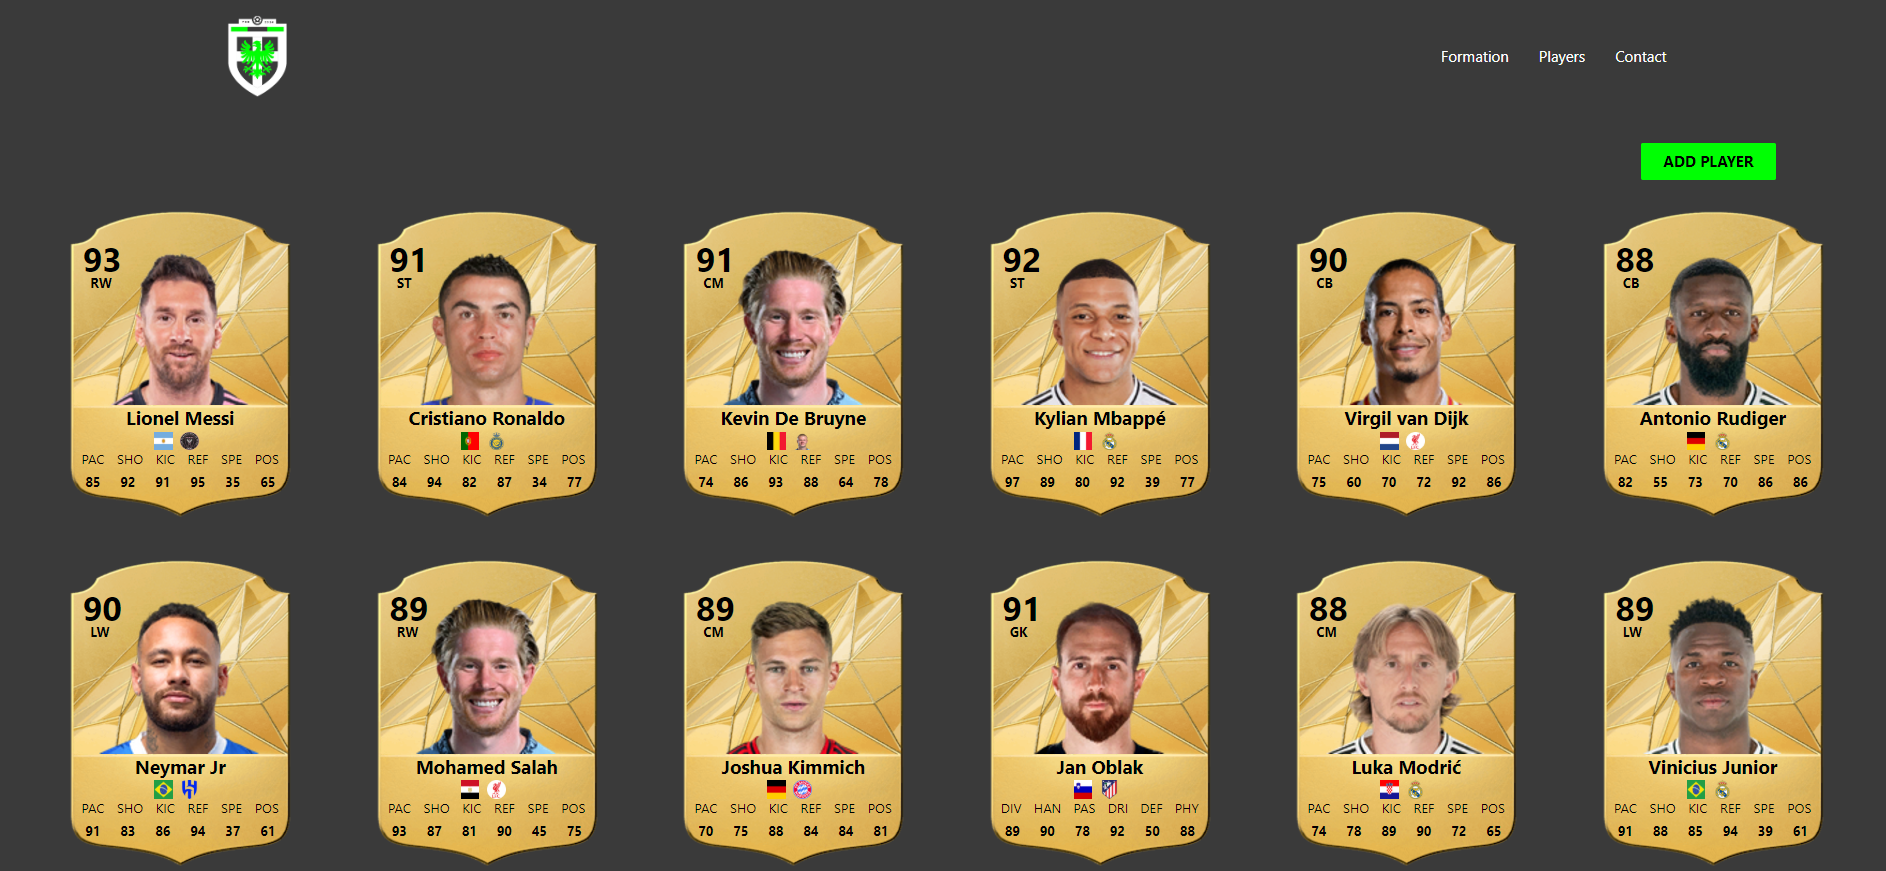 Formation Players Contact
ADD PLAYER
93
RW
Lionel Messi
PAC SHO KIC REF SPE POS
85 92 91 95 35 65
91
ST
Cristiano Ronaldo
PAC SHO KIC REF SPE POS
84 94 82 87 34 77
91
CM
Kevin De Bruyne
PAC SHO KIC REF SPE POS
74 86 93 88 64 78
92
ST
Kylian Mbappé
PAC SHO KIC REF SPE POS
97 89 80 92 39 77
90
CB
Virgil van Dijk
PAC SHO KIC REF SPE POS
75 60 70 72 92 86
88
CB
Antonio Rudiger
PAC SHO KIC REF SPE POS
82 55 73 70 86 86
90
LW
Neymar Jr
PAC SHO KIC REF SPE POS
91 83 86 94 37 61
89
RW
Mohamed Salah
PAC SHO KIC REF SPE POS
93 87 81 90 45 75
89
CM
Joshua Kimmich
PAC SHO KIC REF SPE POS
70 75 88 84 84 81
91
GK
Jan Oblak
DIV HAN PAS DRI DEF PHY
89 90 78 92 50 88
88
CM
Luka Modrić
PAC SHO KIC REF SPE POS
74 78 89 90 72 65
89
LW
Vinicius Junior
PAC SHO KIC REF SPE POS
91 88 85 94 39 61